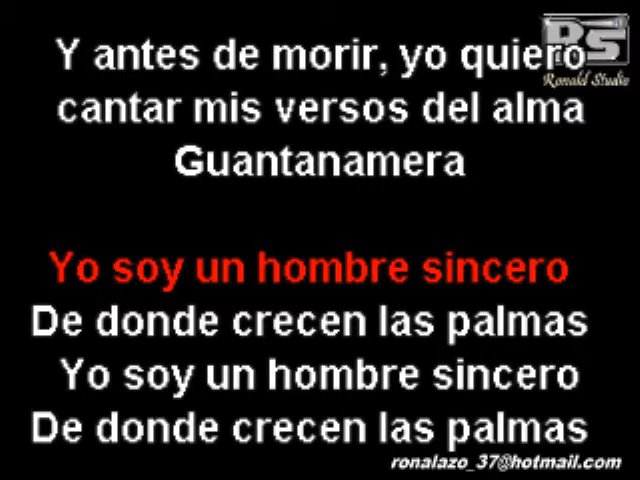 RS
Ronald Studio
Y antes de morir, yo quiero
cantar mis versos del alma
Guantanamera
Yo soy un hombre sincero
De donde crecen las palmas
Yo soy un hombre sincero
De donde crecen las palmas
ronalazo_37@hotmail.com